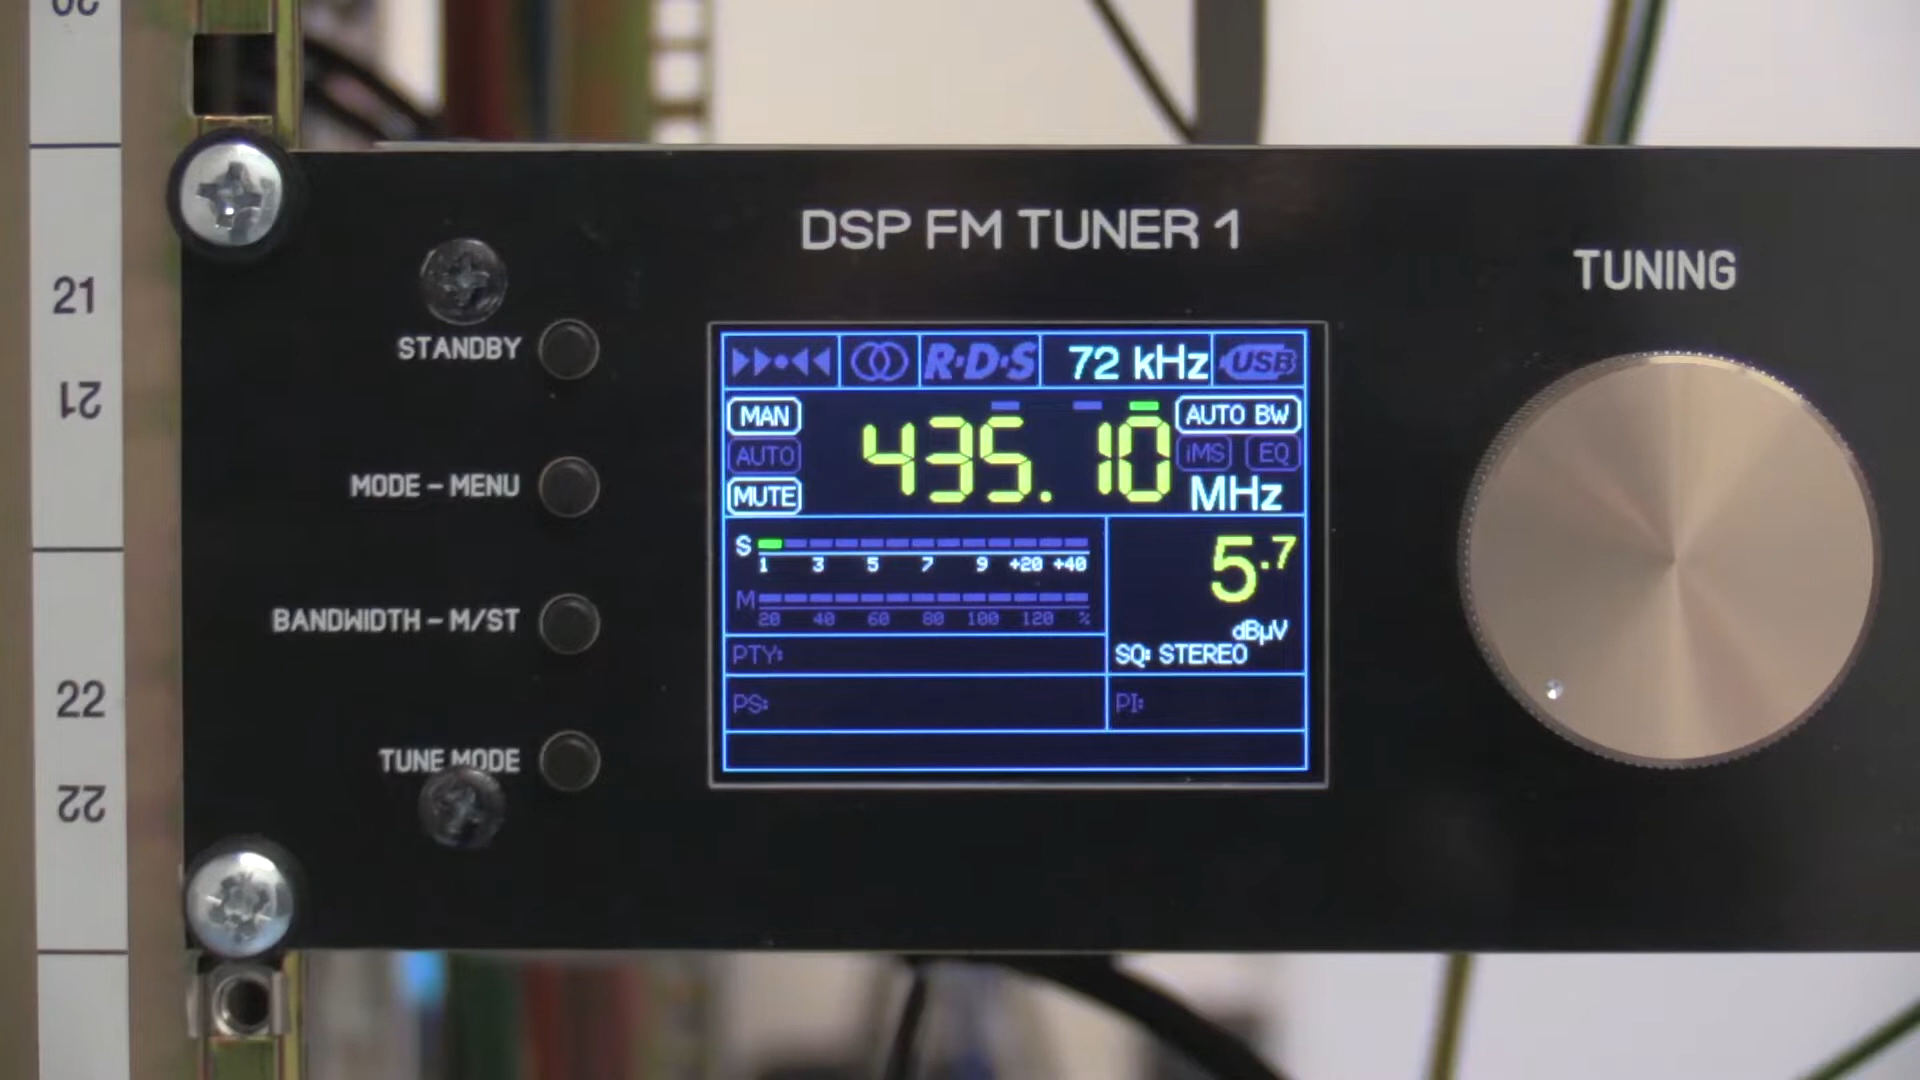 20
21
21
22
22
DSP FM TUNER 1
TUNING
STANDBY
MODE - MENU
BANDWIDTH - M/ST
TUNE MODE
R·D·S 72 kHz USB
MAN 435.10 AUTO BW
AUTO iMS EQ
MUTE MHz
S
1 3 5 7 9 +20 +40
M
20 40 60 80 100 120 %
5.7
dBµV
PTY: SQ: STEREO
PS: PI: